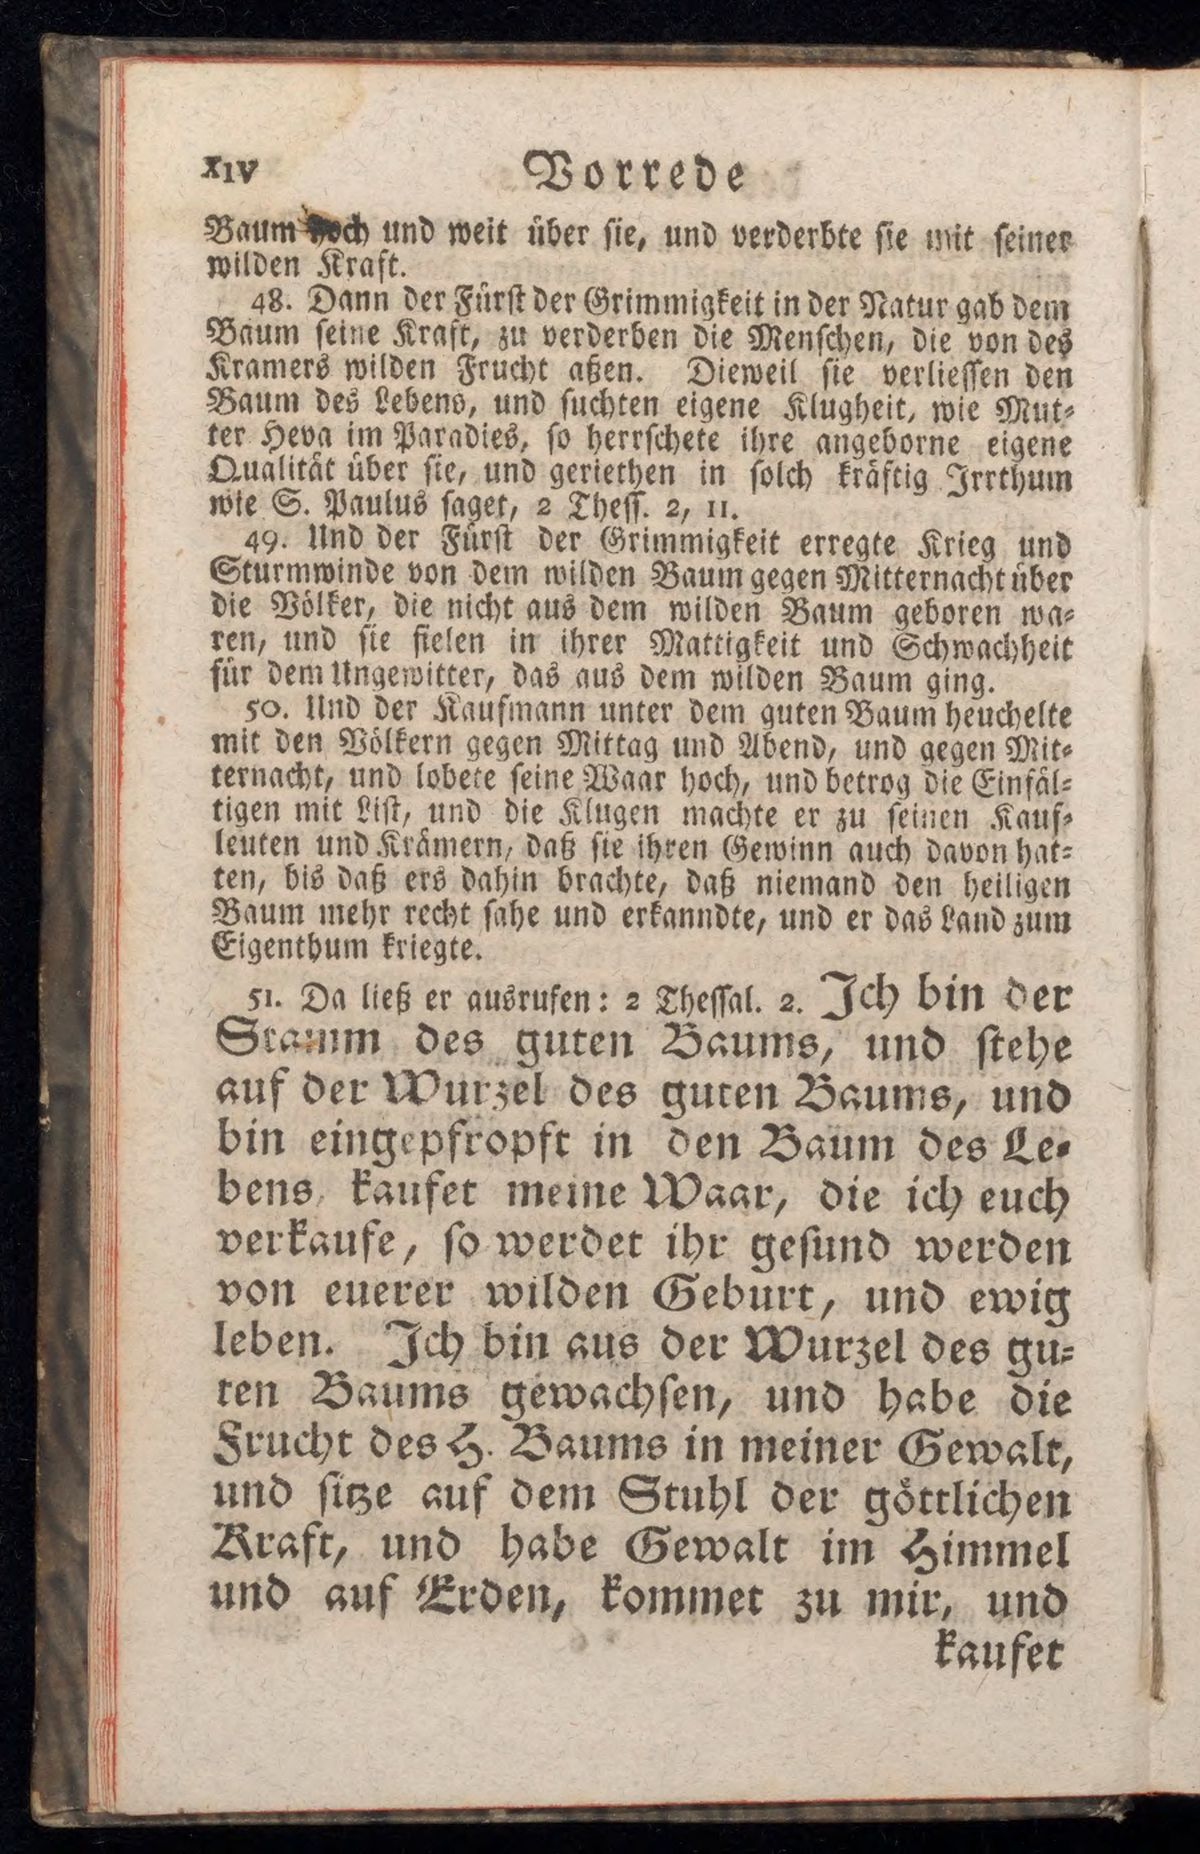 XIV Vorrede
Baum hoch und weit über sie, und verderbte sie mit seiner
wilden Kraft.
48. Dann der Fürst der Grimmigkeit in der Natur gab dem
Baum seine Kraft, zu verderben die Menschen, die von des
Kramers wilden Frucht aßen. Dieweil sie verliessen den
Baum des Lebens, und suchten eigene Klugheit, wie Mut-
ter Heva im Paradies, so herrschete ihre angeborne eigene
Qualität über sie, und geriethen in solch kräftig Irrthum
wie S. Paulus saget, 2 Thess. 2, 11.
49. Und der Fürst der Grimmigkeit erregte Krieg und
Sturmwinde von dem wilden Baum gegen Mitternacht über
die Völker, die nicht aus dem wilden Baum geboren wa-
ren, und sie fielen in ihrer Mattigkeit und Schwachheit
für dem Ungewitter, das aus dem wilden Baum ging.
50. Und der Kaufmann unter dem guten Baum heuchelte
mit den Völkern gegen Mittag und Abend, und gegen Mit-
ternacht, und lobete seine Waar hoch, und betrog die Einfäl-
tigen mit List, und die Klugen machte er zu seinen Kauf-
leuten und Krämern, daß sie ihren Gewinn auch davon hat-
ten, bis daß ers dahin brachte, daß niemand den heiligen
Baum mehr recht sahe und erkanndte, und er das Land zum
Eigenthum kriegte.
51. Da ließ er ausrufen: 2 Thessal. 2. Ich bin der
Stamm des guten Baums, und stehe
auf der Wurzel des guten Baums, und
bin eingepfropft in den Baum des Le-
bens, kaufet meine Waar, die ich euch
verkaufe, so werdet ihr gesund werden
von euerer wilden Geburt, und ewig
leben. Ich bin aus der Wurzel des gu-
ten Baums gewachsen, und habe die
Frucht des H. Baums in meiner Gewalt,
und sitze auf dem Stuhl der göttlichen
Kraft, und habe Gewalt im Himmel
und auf Erden, kommet zu mir, und
kaufet